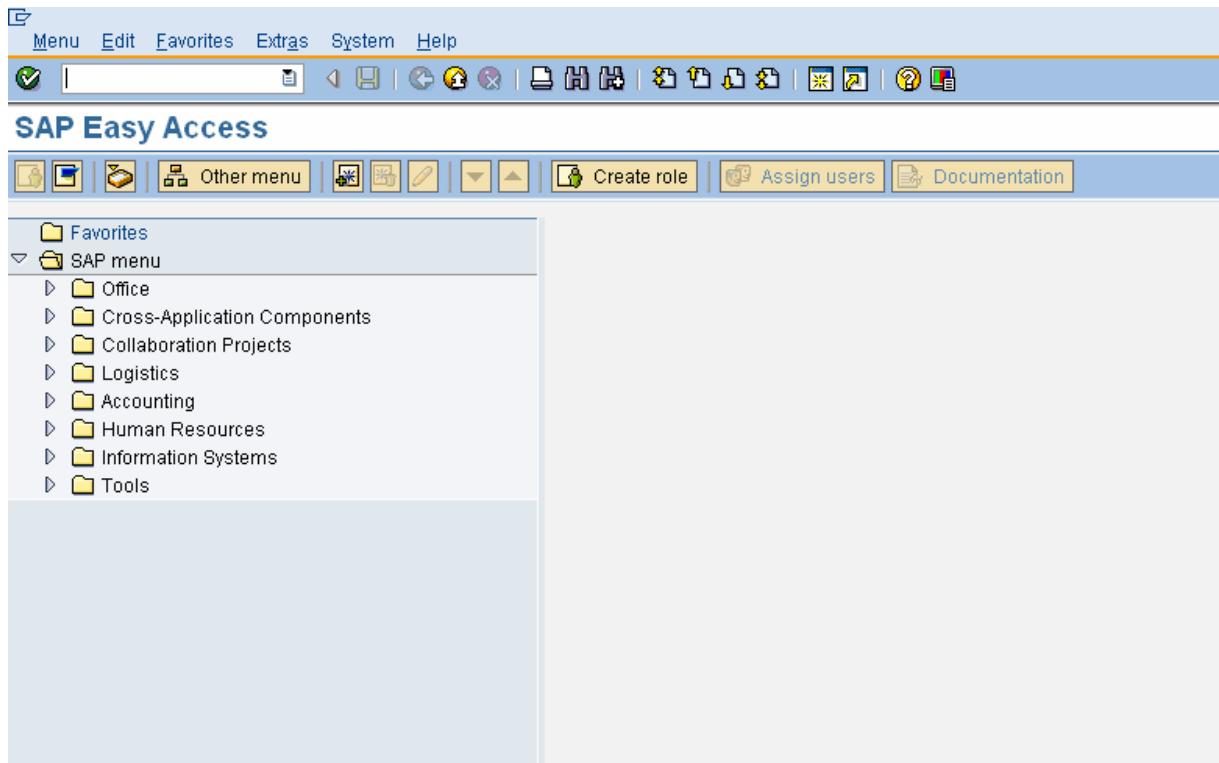 Menu Edit Favorites Extras System Help
SAP Easy Access
Other menu Create role Assign users Documentation
Favorites
SAP menu
Office
Cross-Application Components
Collaboration Projects
Logistics
Accounting
Human Resources
Information Systems
Tools